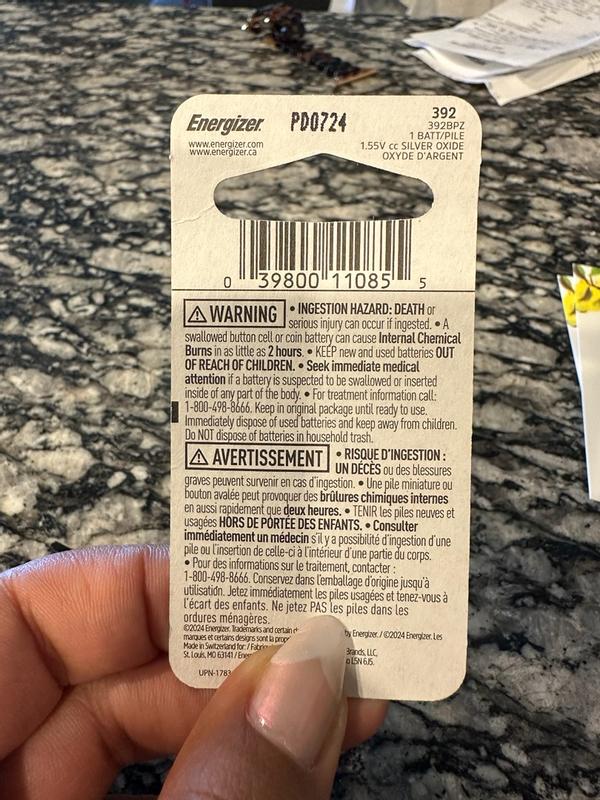 Energizer.
PD0724
392
392BPZ
1 BATT/PILE
1.55V cc SILVER OXIDE
OXYDE D'ARGENT
www.energizer.com
www.energizer.ca
0 39800 11085 5
⚠ WARNING • INGESTION HAZARD: DEATH or
serious injury can occur if ingested. • A
swallowed button cell or coin battery can cause Internal Chemical
Burns in as little as 2 hours. • KEEP new and used batteries OUT
OF REACH OF CHILDREN. • Seek immediate medical
attention if a battery is suspected to be swallowed or inserted
inside of any part of the body. • For treatment information call:
1-800-498-8666. Keep in original package until ready to use.
Immediately dispose of used batteries and keep away from children.
Do NOT dispose of batteries in household trash.
⚠ AVERTISSEMENT • RISQUE D'INGESTION :
UN DÉCÈS ou des blessures
graves peuvent survenir en cas d'ingestion. • Une pile miniature ou
bouton avalée peut provoquer des brûlures chimiques internes
en aussi rapidement que deux heures. • TENIR les piles neuves et
usagées HORS DE PORTÉE DES ENFANTS. • Consulter
immédiatement un médecin s'il y a possibilité d'ingestion d'une
pile ou l'insertion de celle-ci à l'intérieur d'une partie du corps.
• Pour des informations sur le traitement, contacter :
1-800-498-8666. Conservez dans l'emballage d'origine jusqu'à
utilisation. Jetez immédiatement les piles usagées et tenez-vous à
l'écart des enfants. Ne jetez PAS les piles dans les
ordures ménagères.
©2024 Energizer. Trademarks and certain by Energizer. / ©2024 Energizer. Les
marques et certains designs sont la
Made in Switzerland for: / Brands, LLC,
St. Louis, MO 63141 / L5N 6J5.
UPN-1783